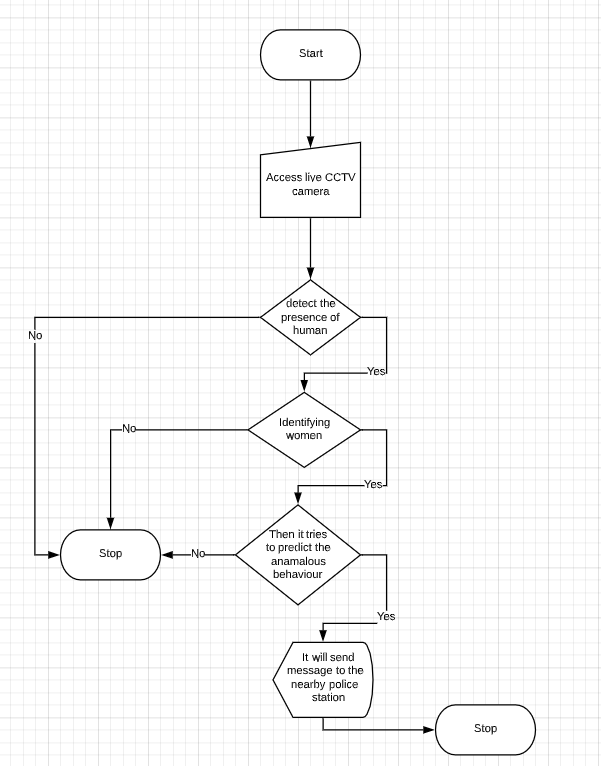 Start
Access live CCTV
camera
detect the
presence of
human
No
Yes
Identifying
women
No
Yes
Then it tries
to predict the
anamalous
behaviour
No
Stop
Yes
It will send
message to the
nearby police
station
Stop